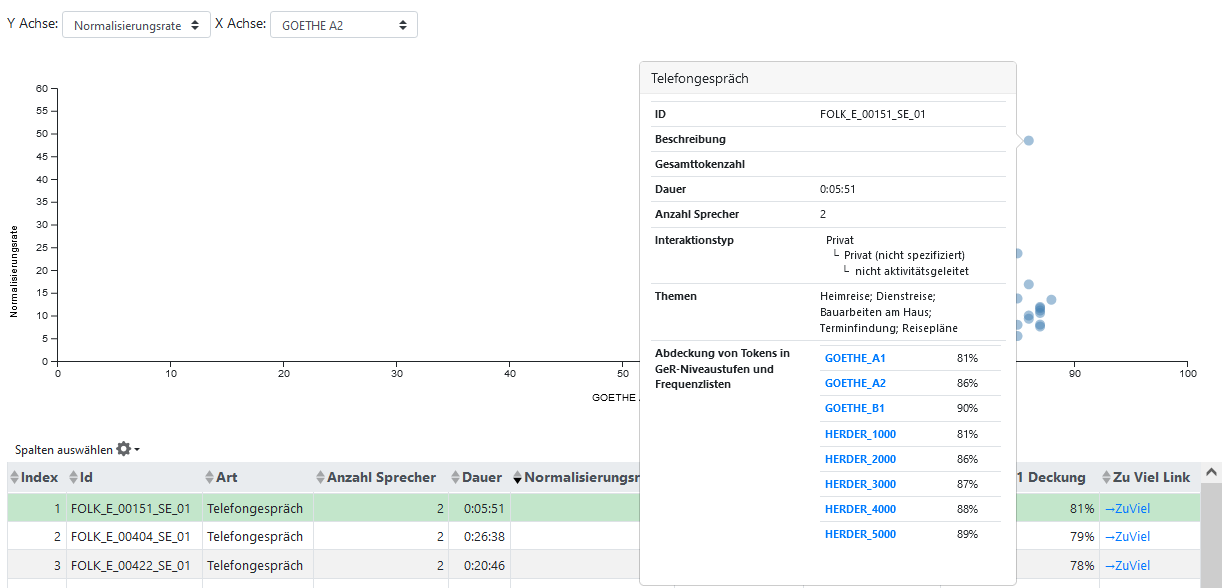 Y Achse: Normalisierungsrate X Achse: GOETHE A2
Telefongespräch
ID FOLK_E_00151_SE_01
Beschreibung
Gesamttokenzahl
Dauer 0:05:51
Anzahl Sprecher 2
Interaktionstyp Privat
└ Privat (nicht spezifiziert)
└ nicht aktivitätsgeleitet
Themen Heimreise; Dienstreise;
Bauarbeiten am Haus;
Terminfindung; Reisepläne
Abdeckung von Tokens in
GeR-Niveaustufen und
Frequenzlisten
GOETHE_A1 81%
GOETHE_A2 86%
GOETHE_B1 90%
HERDER_1000 81%
HERDER_2000 86%
HERDER_3000 87%
HERDER_4000 88%
HERDER_5000 89%
Normalisierungsrate
60
55
50
45
40
35
30
25
20
15
10
5
0
0 10 20 30 40 50 90 100
GOETHE
Spalten auswählen
Index Id Art Anzahl Sprecher Dauer Normalisierungsr 1 Deckung Zu Viel Link
1 FOLK_E_00151_SE_01 Telefongespräch 2 0:05:51 81% →ZuViel
2 FOLK_E_00404_SE_01 Telefongespräch 2 0:26:38 79% →ZuViel
3 FOLK_E_00422_SE_01 Telefongespräch 2 0:20:46 78% →ZuViel